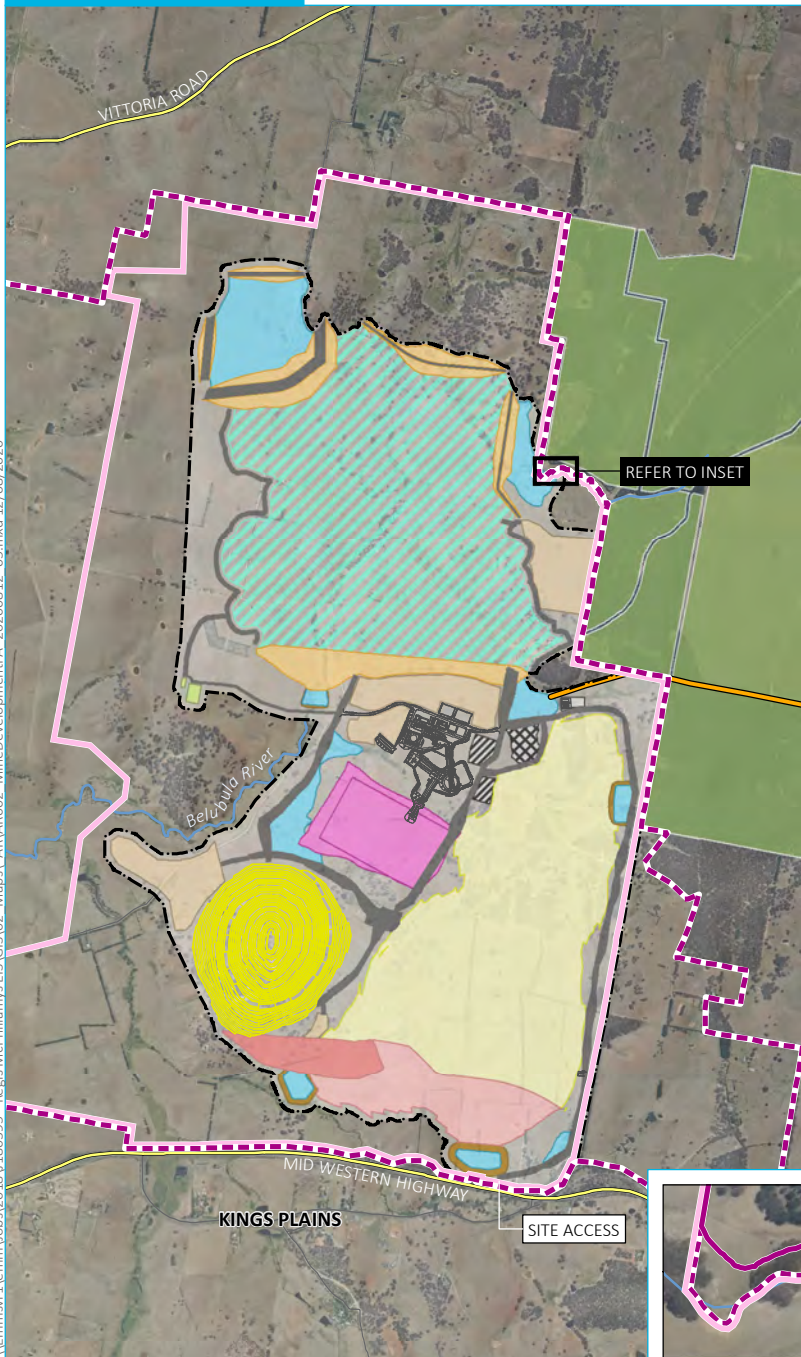 VITTORIA ROAD
REFER TO INSET
Belubula River
MID WESTERN HIGHWAY
KINGS PLAINS
SITE ACCESS